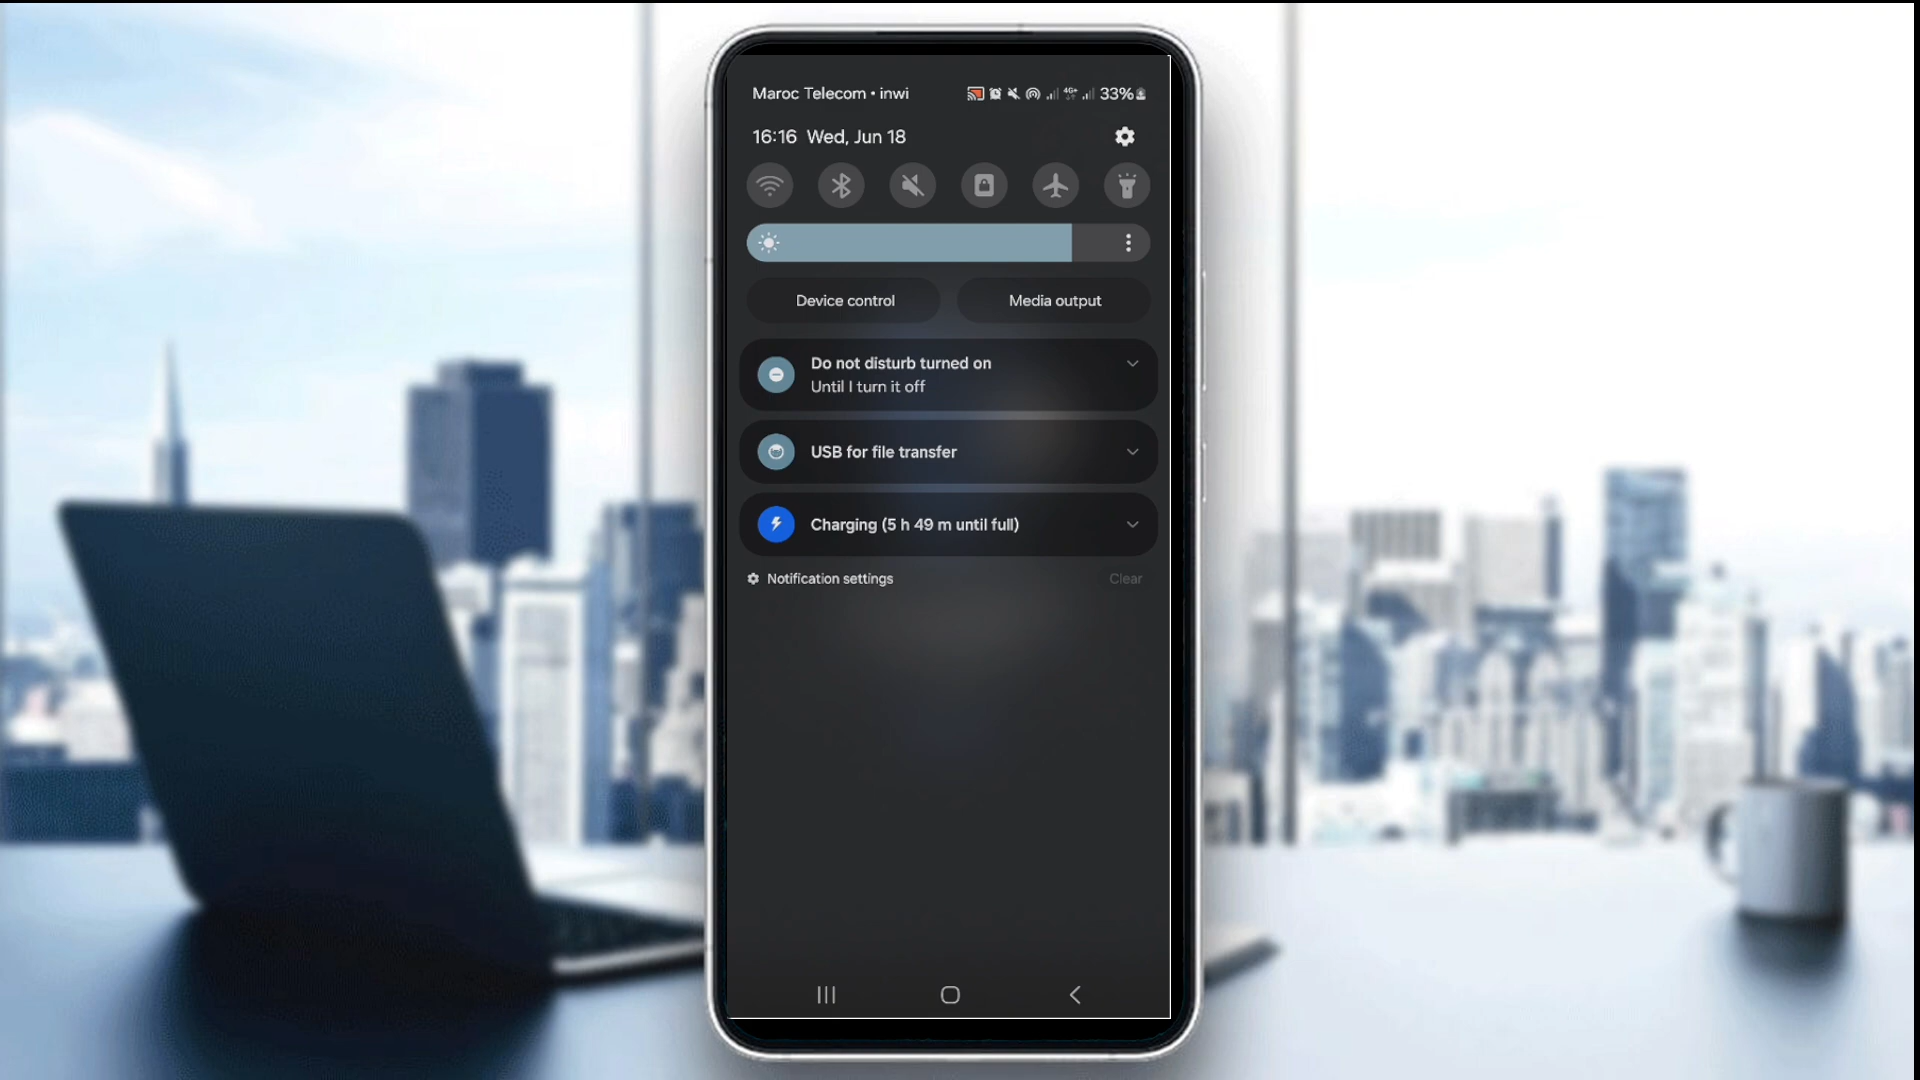 Maroc Telecom • inwi 4G+ 33%
16:16 Wed, Jun 18
Device control Media output
Do not disturb turned on
Until I turn it off
USB for file transfer
Charging (5 h 49 m until full)
Notification settings Clear